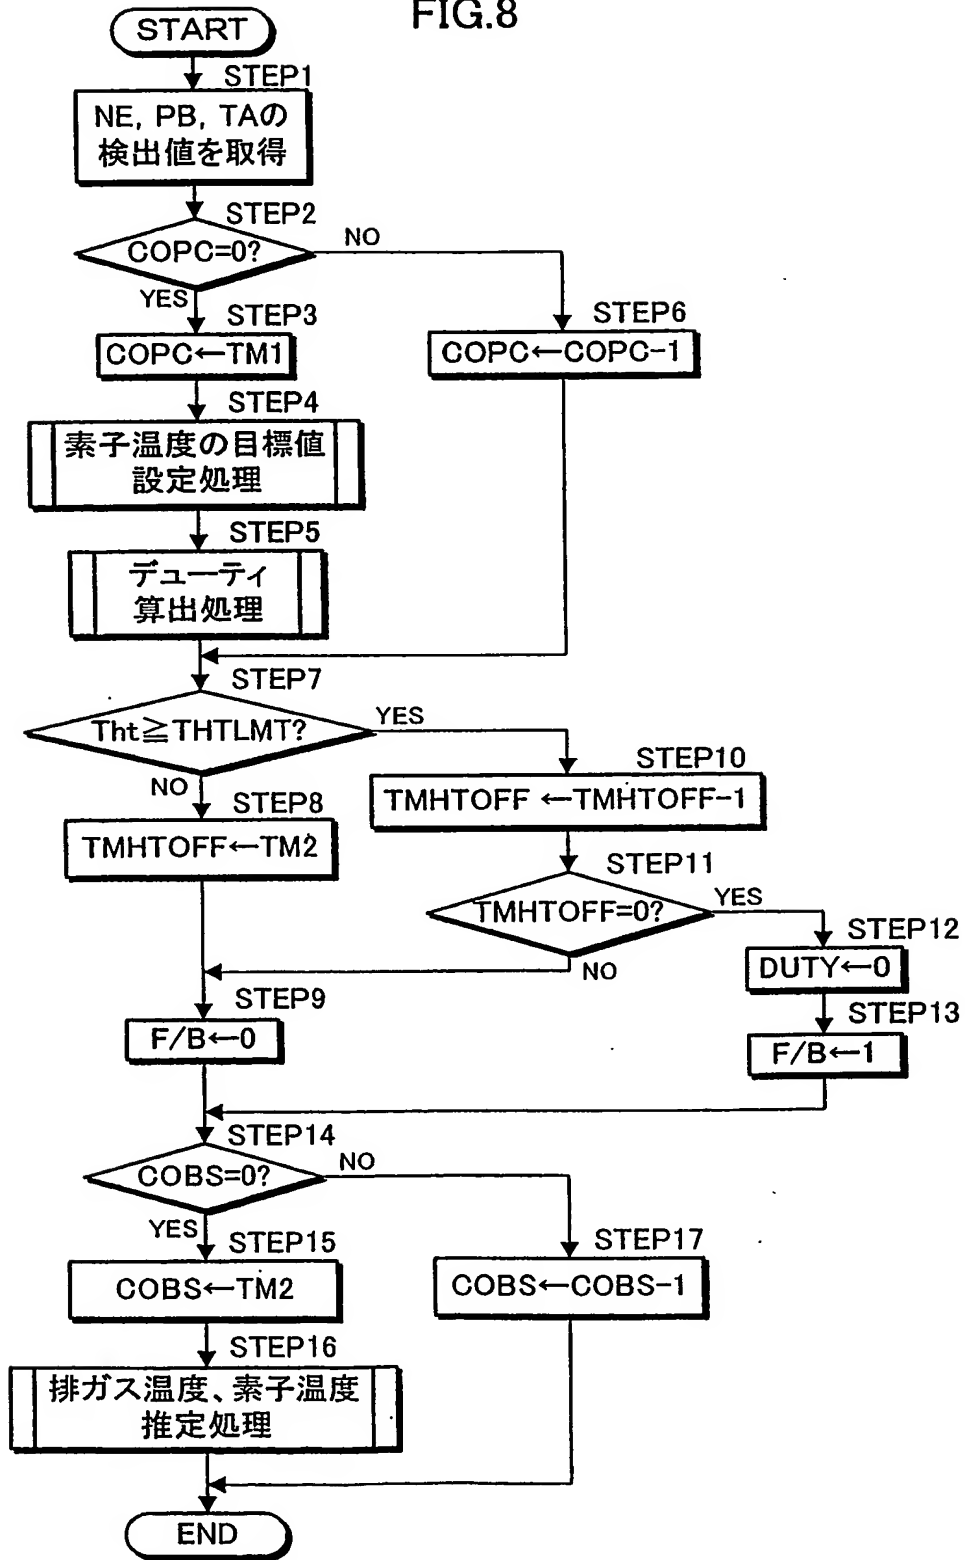 FIG.8
START
STEP1
NE, PB, TAの
検出値を取得
STEP2
COPC=0?
NO
YES
STEP3
COPC←TM1
STEP6
COPC←COPC-1
STEP4
素子温度の目標値
設定処理
STEP5
デューティ
算出処理
STEP7
Tht≧THTLMT?
YES
NO
STEP8
TMHTOFF←TM2
STEP10
TMHTOFF ←TMHTOFF-1
STEP11
TMHTOFF=0?
YES
NO
STEP12
DUTY←0
STEP9
F/B←0
STEP13
F/B←1
STEP14
COBS=0?
NO
YES
STEP15
COBS←TM2
STEP17
COBS←COBS-1
STEP16
排ガス温度、素子温度
推定処理
END